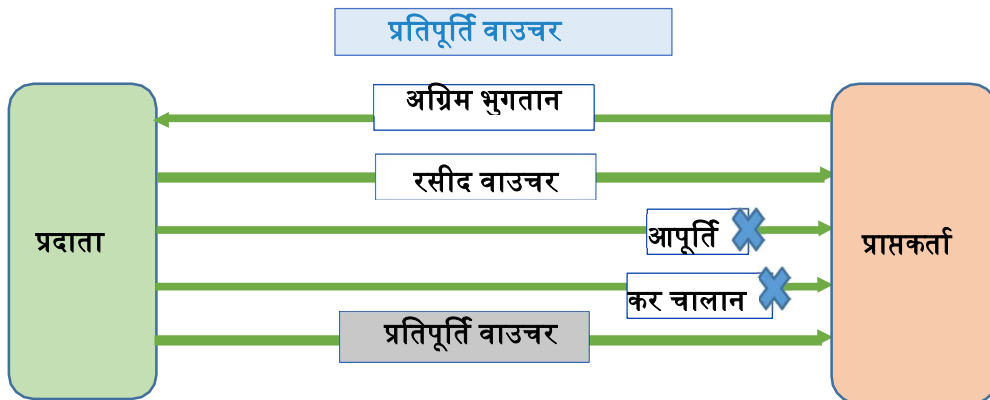 प्रतिपूर्ति वाउचर
अग्रिम भुगतान
रसीद वाउचर
प्रदाता
आपूर्ति
प्राप्तकर्ता
कर चालान
प्रतिपूर्ति वाउचर